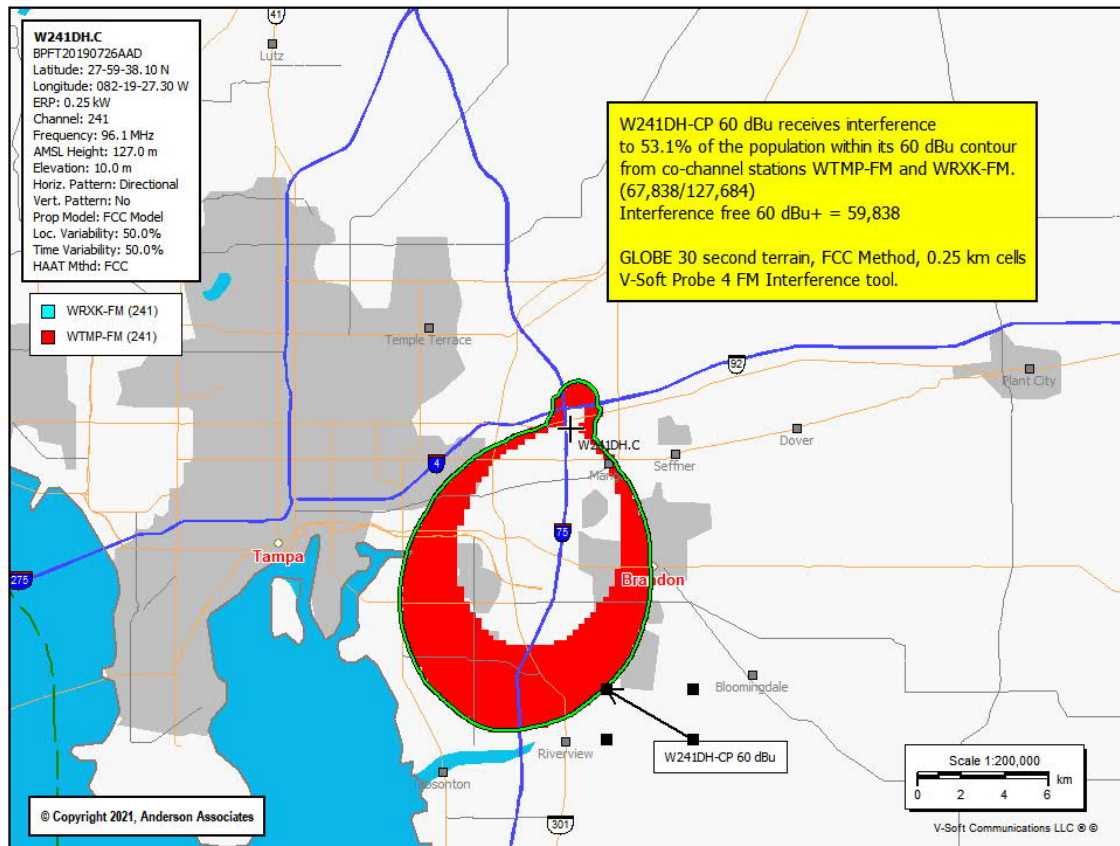 W241DH.C
BPFT20190726AAD
Latitude: 27-59-38.10 N
Longitude: 082-19-27.30 W
ERP: 0.25 kW
Channel: 241
Frequency: 96.1 MHz
AMSL Height: 127.0 m
Elevation: 10.0 m
Horiz. Pattern: Directional
Vert. Pattern: No
Prop Model: FCC Model
Loc. Variability: 50.0%
Time Variability: 50.0%
HAAT Mthd: FCC
WRXK-FM (241)
WTMP-FM (241)
41
Lutz
W241DH-CP 60 dBu receives interference
to 53.1% of the population within its 60 dBu contour
from co-channel stations WTMP-FM and WRXK-FM.
(67,838/127,684)
Interference free 60 dBu+ = 59,838
GLOBE 30 second terrain, FCC Method, 0.25 km cells
V-Soft Probe 4 FM Interference tool.
Temple Terrace
92
Plant City
Dover
W241DH.C
Seffner
4
75
Tampa
275
Brandon
Bloomingdale
Riverview
W241DH-CP 60 dBu
301
Scale 1:200,000
km
0 2 4 6
© Copyright 2021, Anderson Associates
V-Soft Communications LLC ® ©